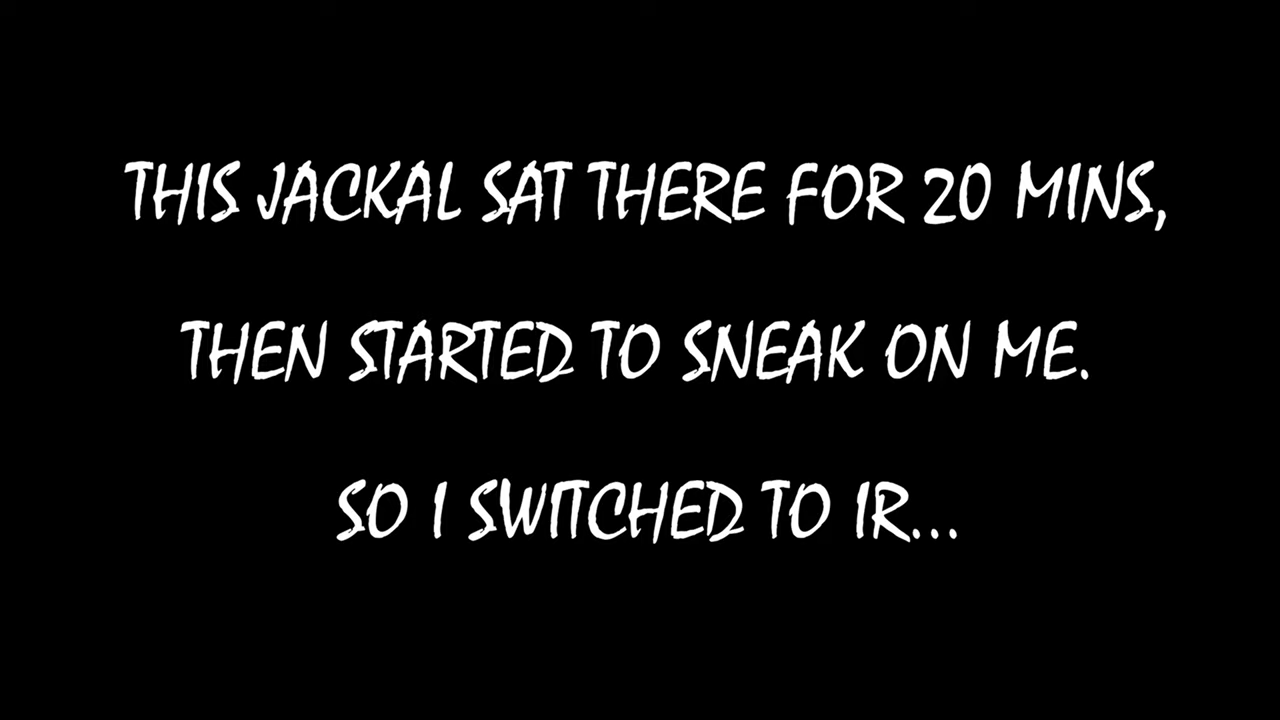 THIS JACKAL SAT THERE FOR 20 MINS,
THEN STARTED TO SNEAK ON ME.
SO I SWITCHED TO IR...